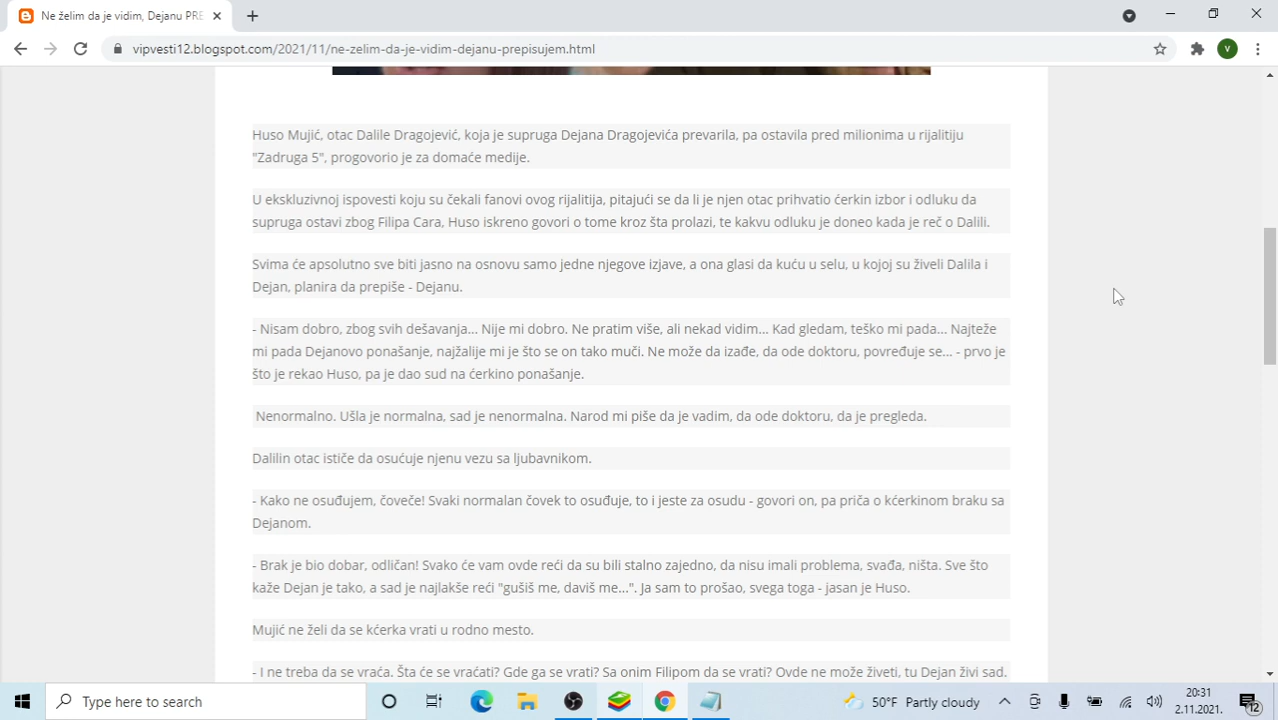 Ne želim da je vidim, Dejanu PRE
vipvesti12.blogspot.com/2021/11/ne-zelim-da-je-vidim-dejanu-prepisujem.html
V
Huso Mujić, otac Dalile Dragojević, koja je supruga Dejana Dragojevića prevarila, pa ostavila pred milionima u rijalitiju
"Zadruga 5", progovorio je za domaće medije.
U ekskluzivnoj ispovesti koju su čekali fanovi ovog rijalitija, pitajući se da li je njen otac prihvatio ćerkin izbor i odluku da
supruga ostavi zbog Filipa Cara, Huso iskreno govori o tome kroz šta prolazi, te kakvu odluku je doneo kada je reč o Dalili.
Svima će apsolutno sve biti jasno na osnovu samo jedne njegove izjave, a ona glasi da kuću u selu, u kojoj su živeli Dalila i
Dejan, planira da prepiše - Dejanu.
- Nisam dobro, zbog svih dešavanja... Nije mi dobro. Ne pratim više, ali nekad vidim... Kad gledam, teško mi pada... Najteže
mi pada Dejanovo ponašanje, najžalije mi je što se on tako muči. Ne može da izađe, da ode doktoru, povređuje se... - prvo je
što je rekao Huso, pa je dao sud na ćerkino ponašanje.
Nenormalno. Ušla je normalna, sad je nenormalna. Narod mi piše da je vadim, da ode doktoru, da je pregleda.
Dalilin otac ističe da osućuje njenu vezu sa ljubavnikom.
- Kako ne osuđujem, čoveče! Svaki normalan čovek to osuđuje, to i jeste za osudu - govori on, pa priča o kćerkinom braku sa
Dejanom.
- Brak je bio dobar, odličan! Svako će vam ovde reći da su bili stalno zajedno, da nisu imali problema, svađa, ništa. Sve što
kaže Dejan je tako, a sad je najlakše reći "gušiš me, daviš me...". Ja sam to prošao, svega toga - jasan je Huso.
Mujić ne želi da se kćerka vrati u rodno mesto.
- I ne treba da se vraća. Šta će se vraćati? Gde ga se vrati? Sa onim Filipom da se vrati? Ovde ne može živeti, tu Dejan živi sad.
Type here to search
50°F Partly cloudy
20:31
2.11.2021.
12